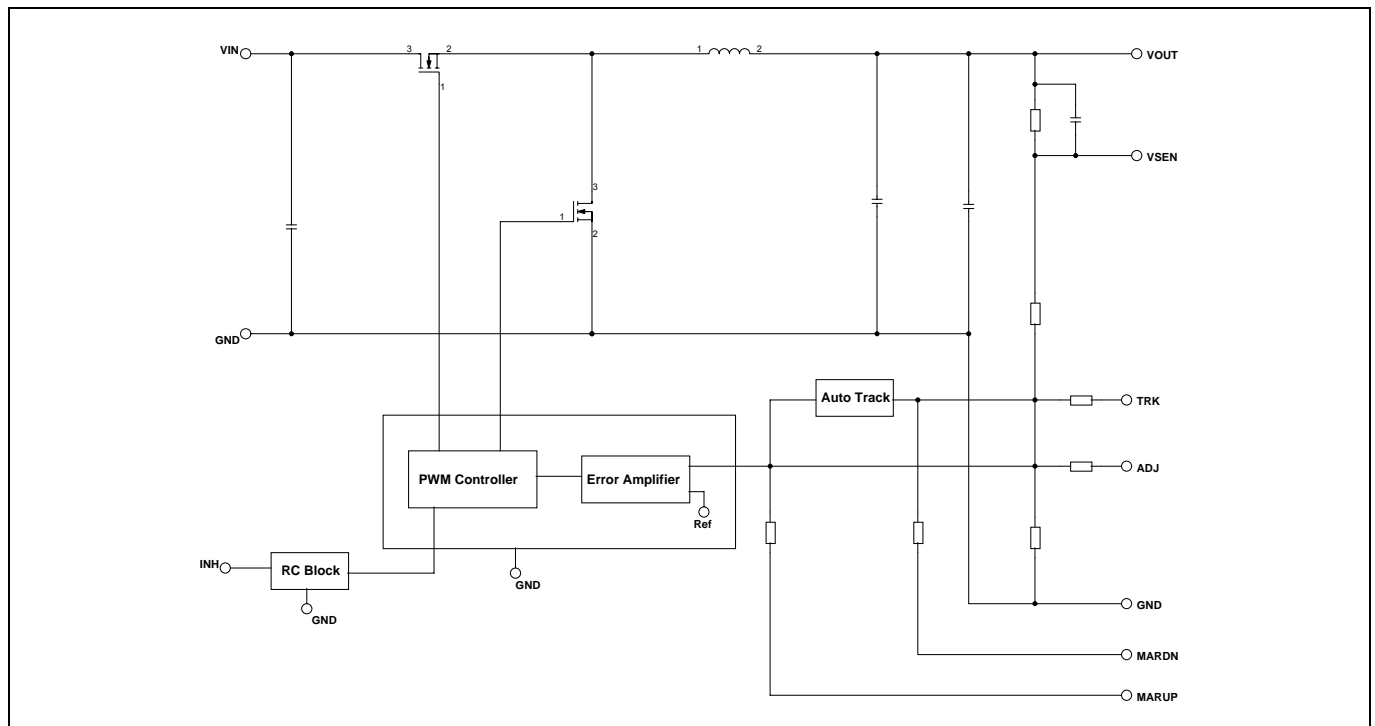 VIN
3
2
1
1
2
VOUT
VSEN
3
1
2
GND
Auto Track
TRK
ADJ
PWM Controller
Error Amplifier
Ref
INH
RC Block
GND
GND
GND
MARDN
MARUP